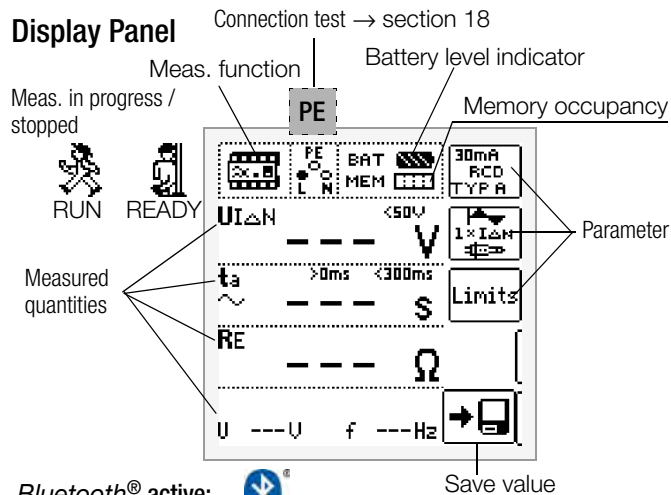 Display Panel
Connection test → section 18
Meas. function
Battery level indicator
Meas. in progress /
stopped
PE
Memory occupancy
RUN
READY
PE
L N
BAT
MEM
30mA
RCD
TYP A
UI△N
<50V
--- V
1×I△N
Parameter
Measured
quantities
ta
~
>0ms <300ms
--- s
Limits
RE
--- Ω
U ---V f ---Hz
Bluetooth® active:
®
Save value